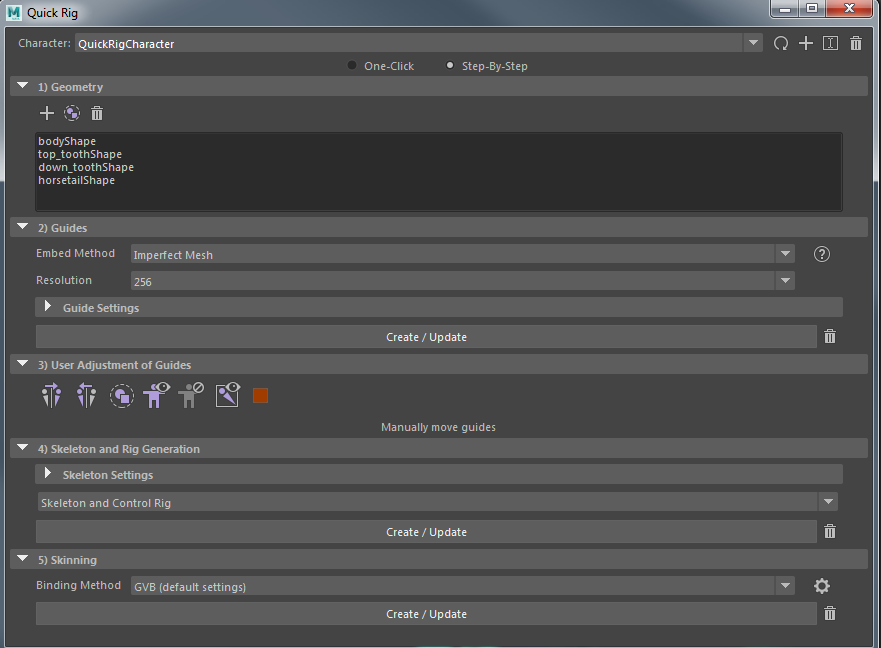 Quick Rig
Character: QuickRigCharacter
One-Click Step-By-Step
1) Geometry
bodyShape
top_toothShape
down_toothShape
horsetailShape
2) Guides
Embed Method Imperfect Mesh
Resolution 256
Guide Settings
Create / Update
3) User Adjustment of Guides
Manually move guides
4) Skeleton and Rig Generation
Skeleton Settings
Skeleton and Control Rig
Create / Update
5) Skinning
Binding Method GVB (default settings)
Create / Update